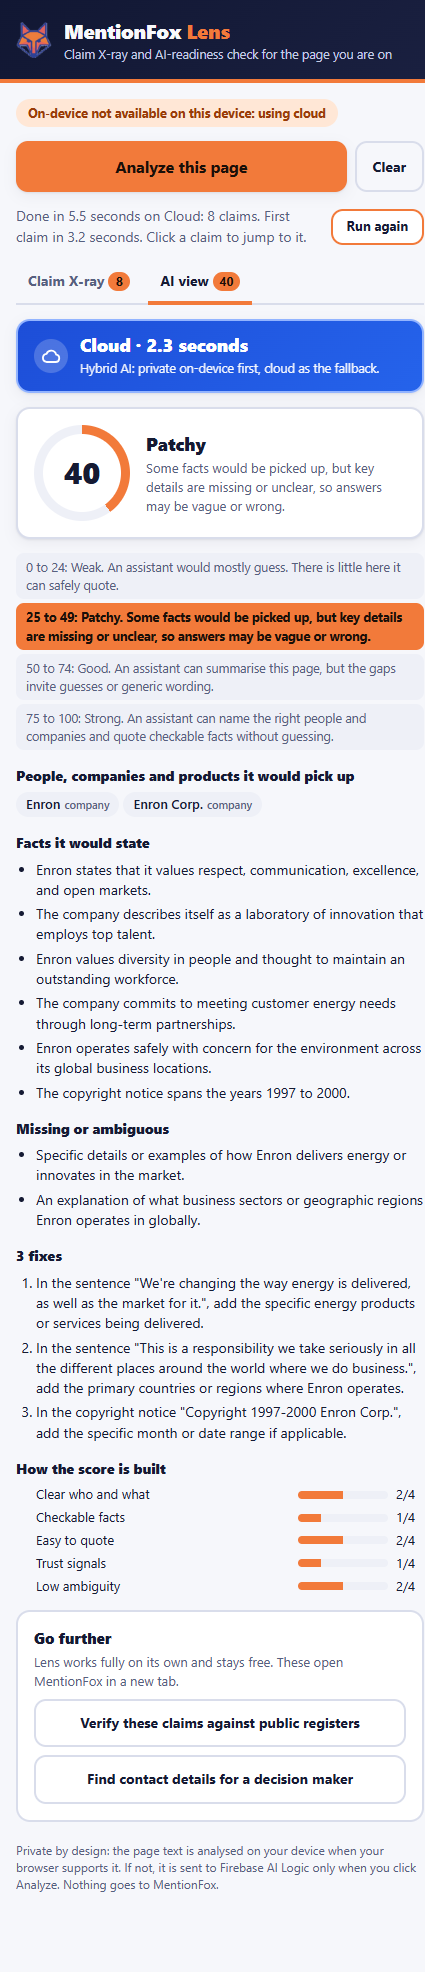 MentionFox Lens
Claim X-ray and AI-readiness check for the page you are on
On-device not available on this device: using cloud
Analyze this page
Clear
Done in 5.5 seconds on Cloud: 8 claims. First
claim in 3.2 seconds. Click a claim to jump to it.
Run again
Claim X-ray 8
AI view 40
Cloud · 2.3 seconds
Hybrid AI: private on-device first, cloud as the fallback.
40
Patchy
Some facts would be picked up, but key
details are missing or unclear, so answers
may be vague or wrong.
0 to 24: Weak. An assistant would mostly guess. There is little here it
can safely quote.
25 to 49: Patchy. Some facts would be picked up, but key details
are missing or unclear, so answers may be vague or wrong.
50 to 74: Good. An assistant can summarise this page, but the gaps
invite guesses or generic wording.
75 to 100: Strong. An assistant can name the right people and
companies and quote checkable facts without guessing.
People, companies and products it would pick up
Enron company
Enron Corp. company
Facts it would state
• Enron states that it values respect, communication, excellence,
and open markets.
• The company describes itself as a laboratory of innovation that
employs top talent.
• Enron values diversity in people and thought to maintain an
outstanding workforce.
• The company commits to meeting customer energy needs
through long-term partnerships.
• Enron operates safely with concern for the environment across
its global business locations.
• The copyright notice spans the years 1997 to 2000.
Missing or ambiguous
• Specific details or examples of how Enron delivers energy or
innovates in the market.
• An explanation of what business sectors or geographic regions
Enron operates in globally.
3 fixes
1. In the sentence "We're changing the way energy is delivered,
as well as the market for it.", add the specific energy products
or services being delivered.
2. In the sentence "This is a responsibility we take seriously in all
the different places around the world where we do business.",
add the primary countries or regions where Enron operates.
3. In the copyright notice "Copyright 1997-2000 Enron Corp.",
add the specific month or date range if applicable.
How the score is built
Clear who and what 2/4
Checkable facts 1/4
Easy to quote 2/4
Trust signals 1/4
Low ambiguity 2/4
Go further
Lens works fully on its own and stays free. These open
MentionFox in a new tab.
Verify these claims against public registers
Find contact details for a decision maker
Private by design: the page text is analysed on your device when your
browser supports it. If not, it is sent to Firebase AI Logic only when you click
Analyze. Nothing goes to MentionFox.